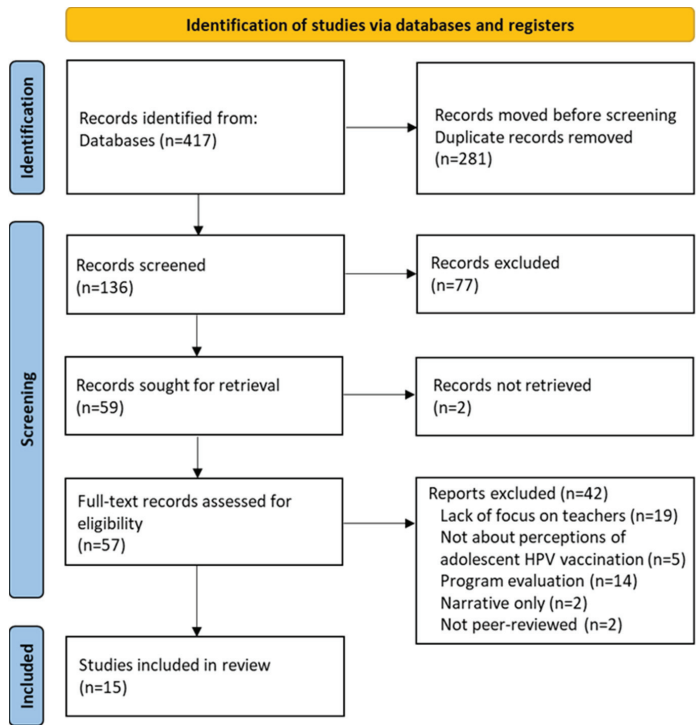 Identification of studies via databases and registers
Identification
Records identified from:
Databases (n=417)
Records moved before screening
Duplicate records removed
(n=281)
Screening
Records screened
(n=136)
Records excluded
(n=77)
Records sought for retrieval
(n=59)
Records not retrieved
(n=2)
Full-text records assessed for
eligibility
(n=57)
Reports excluded (n=42)
Lack of focus on teachers (n=19)
Not about perceptions of
adolescent HPV vaccination (n=5)
Program evaluation (n=14)
Narrative only (n=2)
Not peer-reviewed (n=2)
Included
Studies included in review
(n=15)